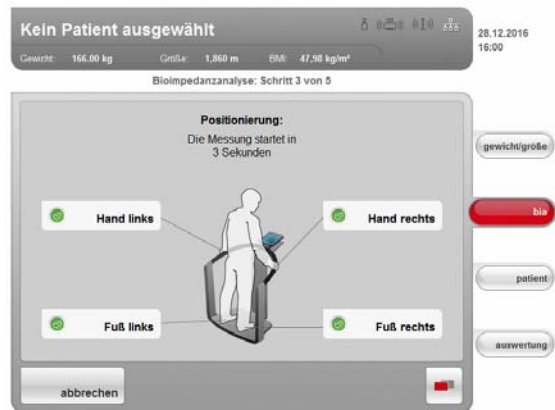 Kein Patient ausgewählt
28.12.2016
16:00
Gewicht: 166.00 kg Größe: 1,860 m BMI: 47,98 kg/m²
Bioimpedanzanalyse: Schritt 3 von 5
Positionierung:
Die Messung startet in
3 Sekunden
gewicht/größe
Hand links
Hand rechts
bia
patient
Fuß links
Fuß rechts
auswertung
abbrechen